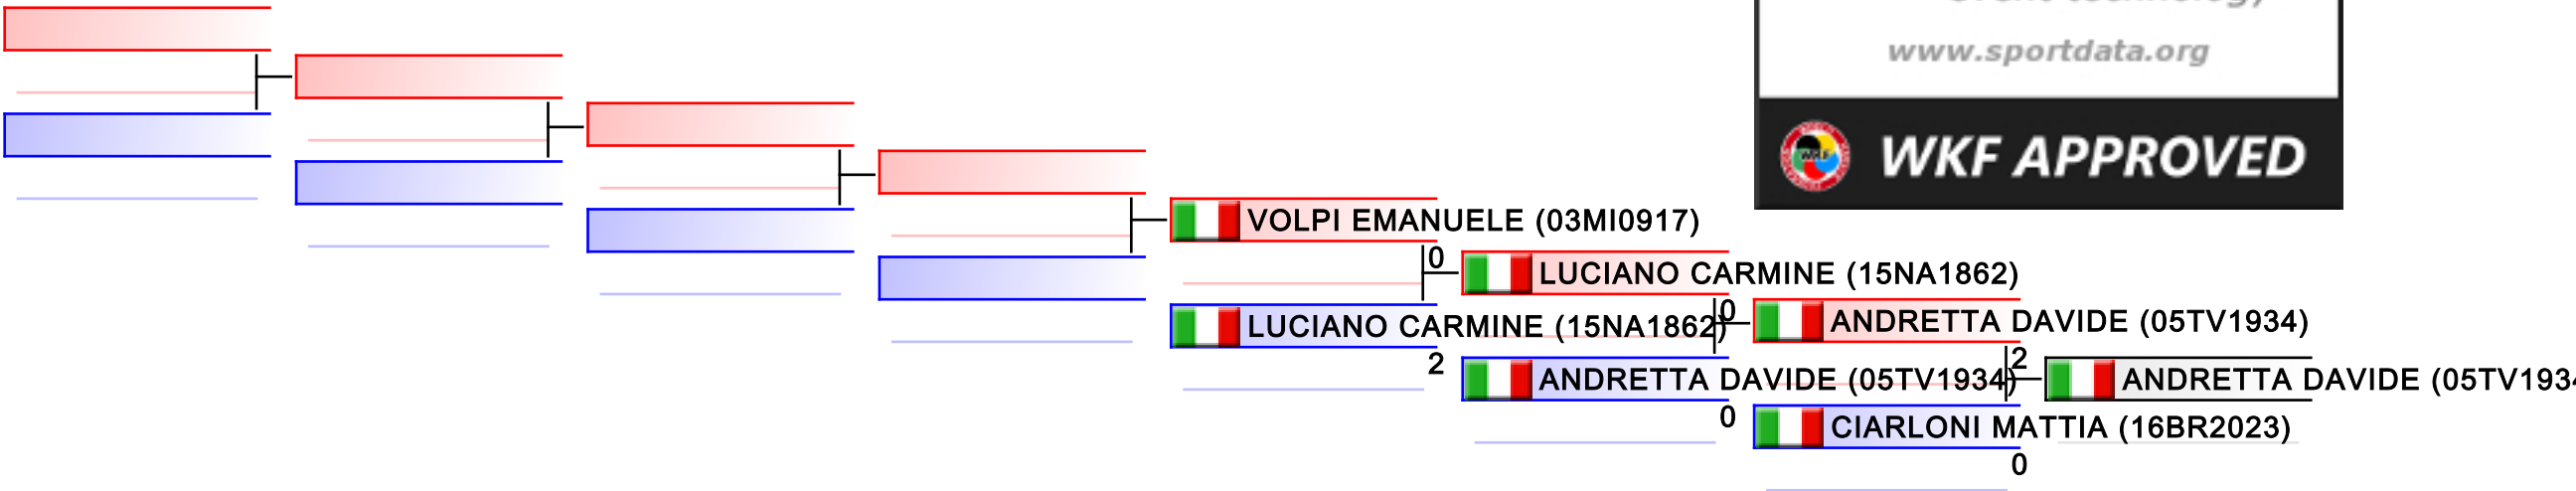 www.sportdata.org
WKF APPROVED
VOLPI EMANUELE (03MI0917)
0
LUCIANO CARMINE (15NA1862)
LUCIANO CARMINE (15NA1862)
2
0
ANDRETTA DAVIDE (05TV1934)
ANDRETTA DAVIDE (05TV1934)
0
2
ANDRETTA DAVIDE (05TV193
CIARLONI MATTIA (16BR2023)
0